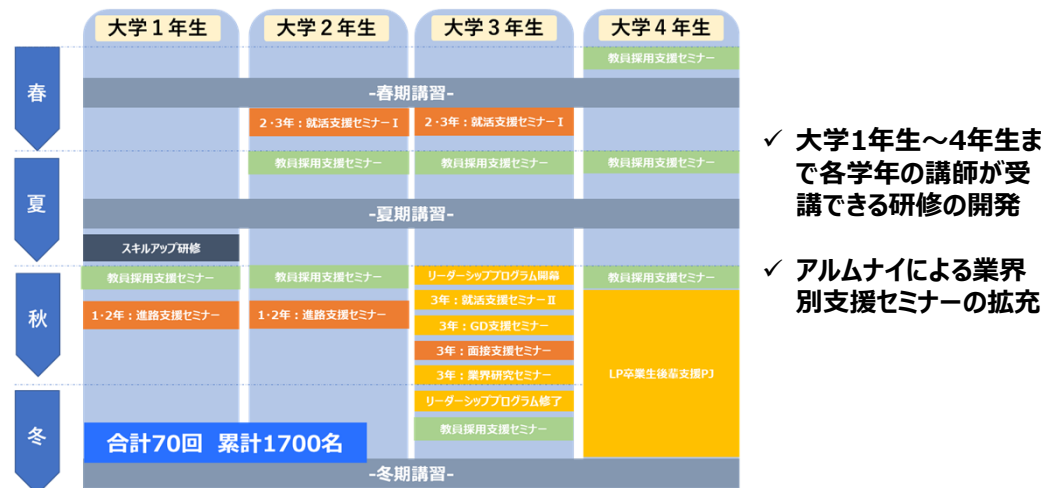 大学1年生 大学2年生 大学3年生 大学4年生
春
教員採用支援セミナー
-春期講習-
2・3年：就活支援セミナーⅠ 2・3年：就活支援セミナーⅠ
夏
教員採用支援セミナー 教員採用支援セミナー 教員採用支援セミナー
-夏期講習-
スキルアップ研修
秋
教員採用支援セミナー 教員採用支援セミナー リーダーシッププログラム開幕 教員採用支援セミナー
1・2年：進路支援セミナー 1・2年：進路支援セミナー 3年：就活支援セミナーⅡ
3年：GD支援セミナー
3年：面接支援セミナー
3年：業界研究セミナー
LP卒業生後輩支援PJ
冬
リーダーシッププログラム修了
教員採用支援セミナー
合計70回 累計1700名
-冬期講習-
✓ 大学1年生～4年生ま
で各学年の講師が受
講できる研修の開発
✓ アルムナイによる業界
別支援セミナーの拡充